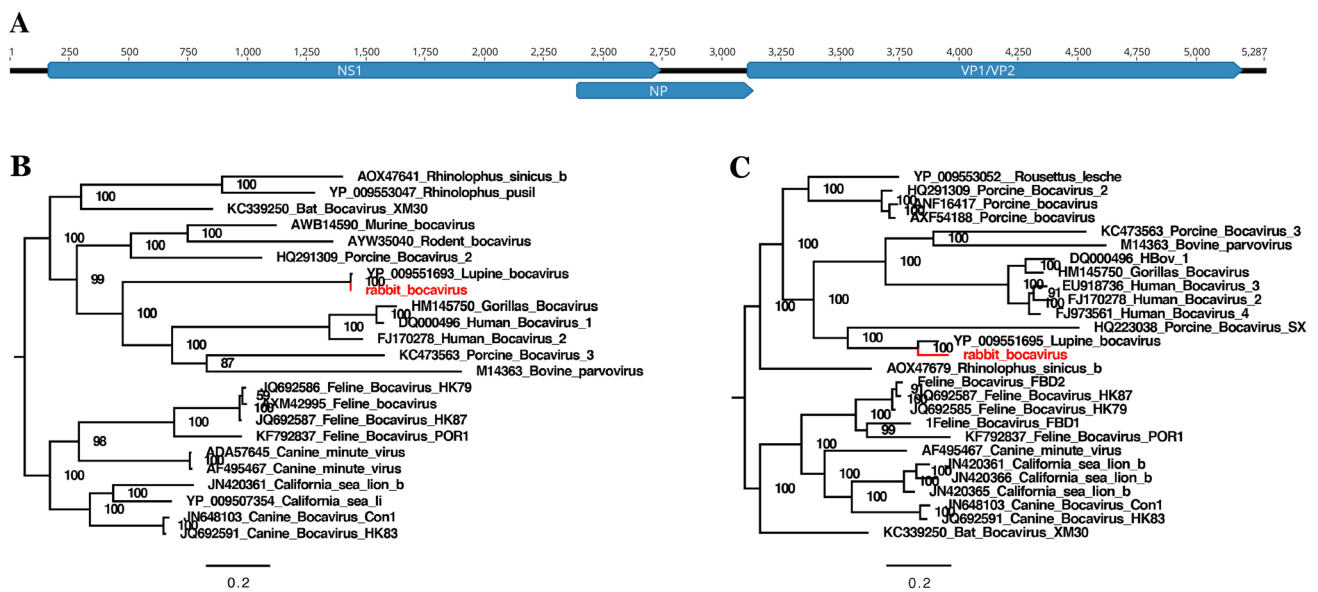 A
1 250 500 750 1,000 1,250 1,500 1,750 2,000 2,250 2,500 2,750 3,000 3,250 3,500 3,750 4,000 4,250 4,500 4,750 5,000 5,287
NS1 VP1/VP2
NP
B
AOX47641_Rhinolophus_sinicus_b
100
YP_009553047_Rhinolophus_pusil
100
KC339250_Bat_Bocavirus_XM30
AWB14590_Murine_bocavirus
100
100
AYW35040_Rodent_bocavirus
100
HQ291309_Porcine_Bocavirus_2
YP_009551693_Lupine_bocavirus
99
100
rabbit_bocavirus
HM145750_Gorillas_Bocavirus
100
100
DQ000496_Human_Bocavirus_1
100
FJ170278_Human_Bocavirus_2
100
KC473563_Porcine_Bocavirus_3
87
M14363_Bovine_parvovirus
JQ692586_Feline_Bocavirus_HK79
59
AXM42995_Feline_bocavirus
100
JQ692587_Feline_Bocavirus_HK87
100
KF792837_Feline_Bocavirus_POR1
98
ADA57645_Canine_minute_virus
100
AF495467_Canine_minute_virus
100
JN420361_California_sea_lion_b
100
YP_009507354_California_sea_li
100
JN648103_Canine_Bocavirus_Con1
100
JQ692591_Canine_Bocavirus_HK83
0.2
C
YP_009553052__Rousettus_lesche
100
HQ291309_Porcine_Bocavirus_2
100
ANF16417_Porcine_bocavirus
100
AXF54188_Porcine_bocavirus
KC473563_Porcine_Bocavirus_3
100
100
M14363_Bovine_parvovirus
100
DQ000496_HBov_1
100
HM145750_Gorillas_Bocavirus
100
EU918736_Human_Bocavirus_3
91
100
FJ170278_Human_Bocavirus_2
100
FJ973561_Human_Bocavirus_4
HQ223038_Porcine_Bocavirus_SX
100
YP_009551695_Lupine_bocavirus
100
rabbit_bocavirus
AOX47679_Rhinolophus_sinicus_b
Feline_Bocavirus_FBD2
91
JQ692587_Feline_Bocavirus_HK87
100
JQ692585_Feline_Bocavirus_HK79
100
1Feline_Bocavirus_FBD1
99
KF792837_Feline_Bocavirus_POR1
100
AF495467_Canine_minute_virus
JN420361_California_sea_lion_b
100
JN420366_California_sea_lion_b
100
100
JN420365_California_sea_lion_b
100
100
JN648103_Canine_Bocavirus_Con1
100
JQ692591_Canine_Bocavirus_HK83
KC339250_Bat_Bocavirus_XM30
0.2